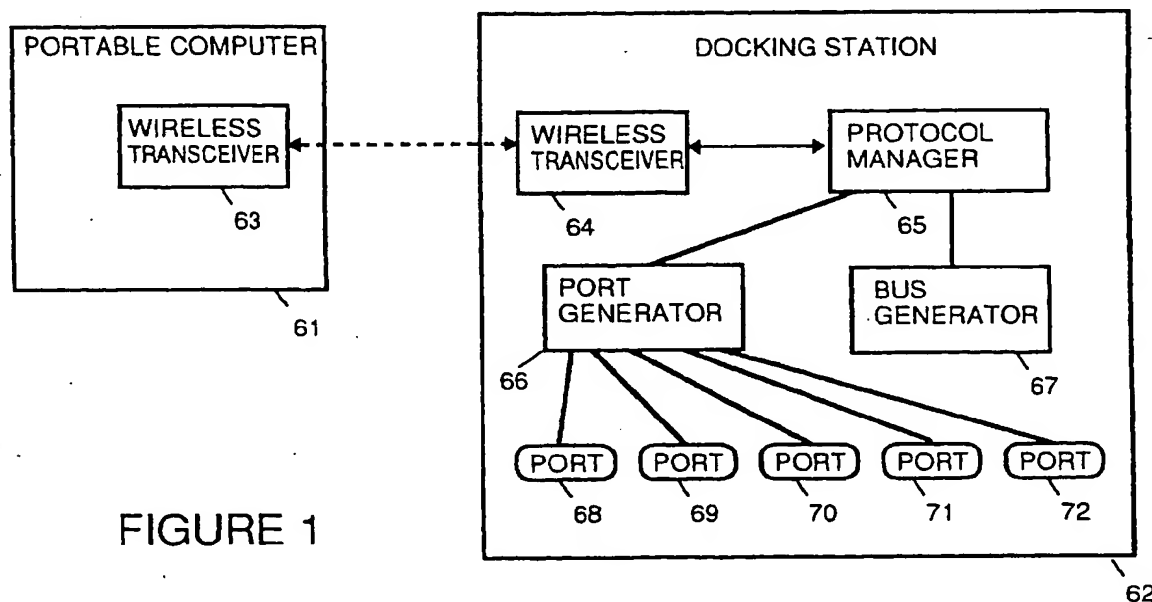 PORTABLE COMPUTER
WIRELESS
TRANSCEIVER
63
61
DOCKING STATION
WIRELESS
TRANSCEIVER
64
PROTOCOL
MANAGER
65
PORT
GENERATOR
66
BUS
GENERATOR
67
PORT
68
PORT
69
PORT
70
PORT
71
PORT
72
62
FIGURE 1